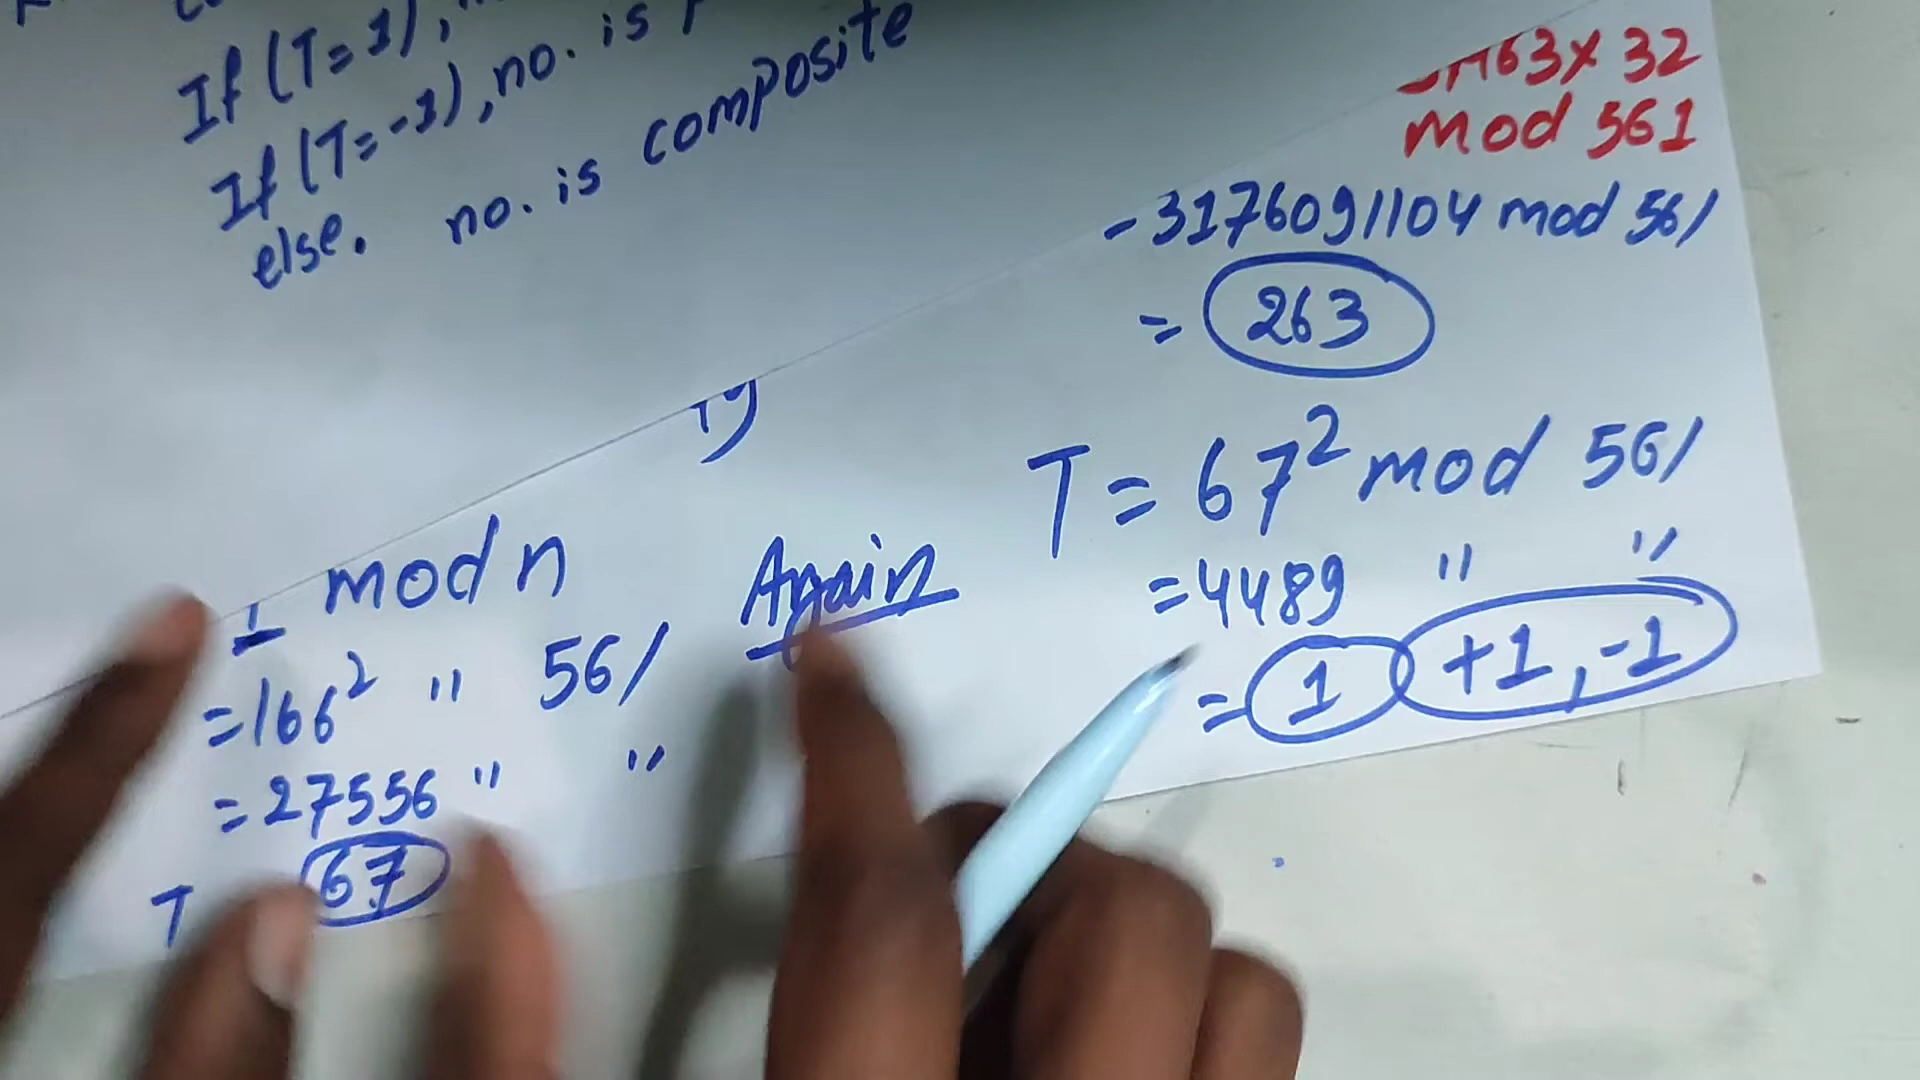 If (T=1),
If (T=-1), no. is
else. no. is composite
63x 32
mod 561
-3176091104 mod 561
= 263
T = 67² mod 561
= 4489 " "
= 1 +1, -1
mod n
= 166² " 561
= 27556 " "
T 67
Again